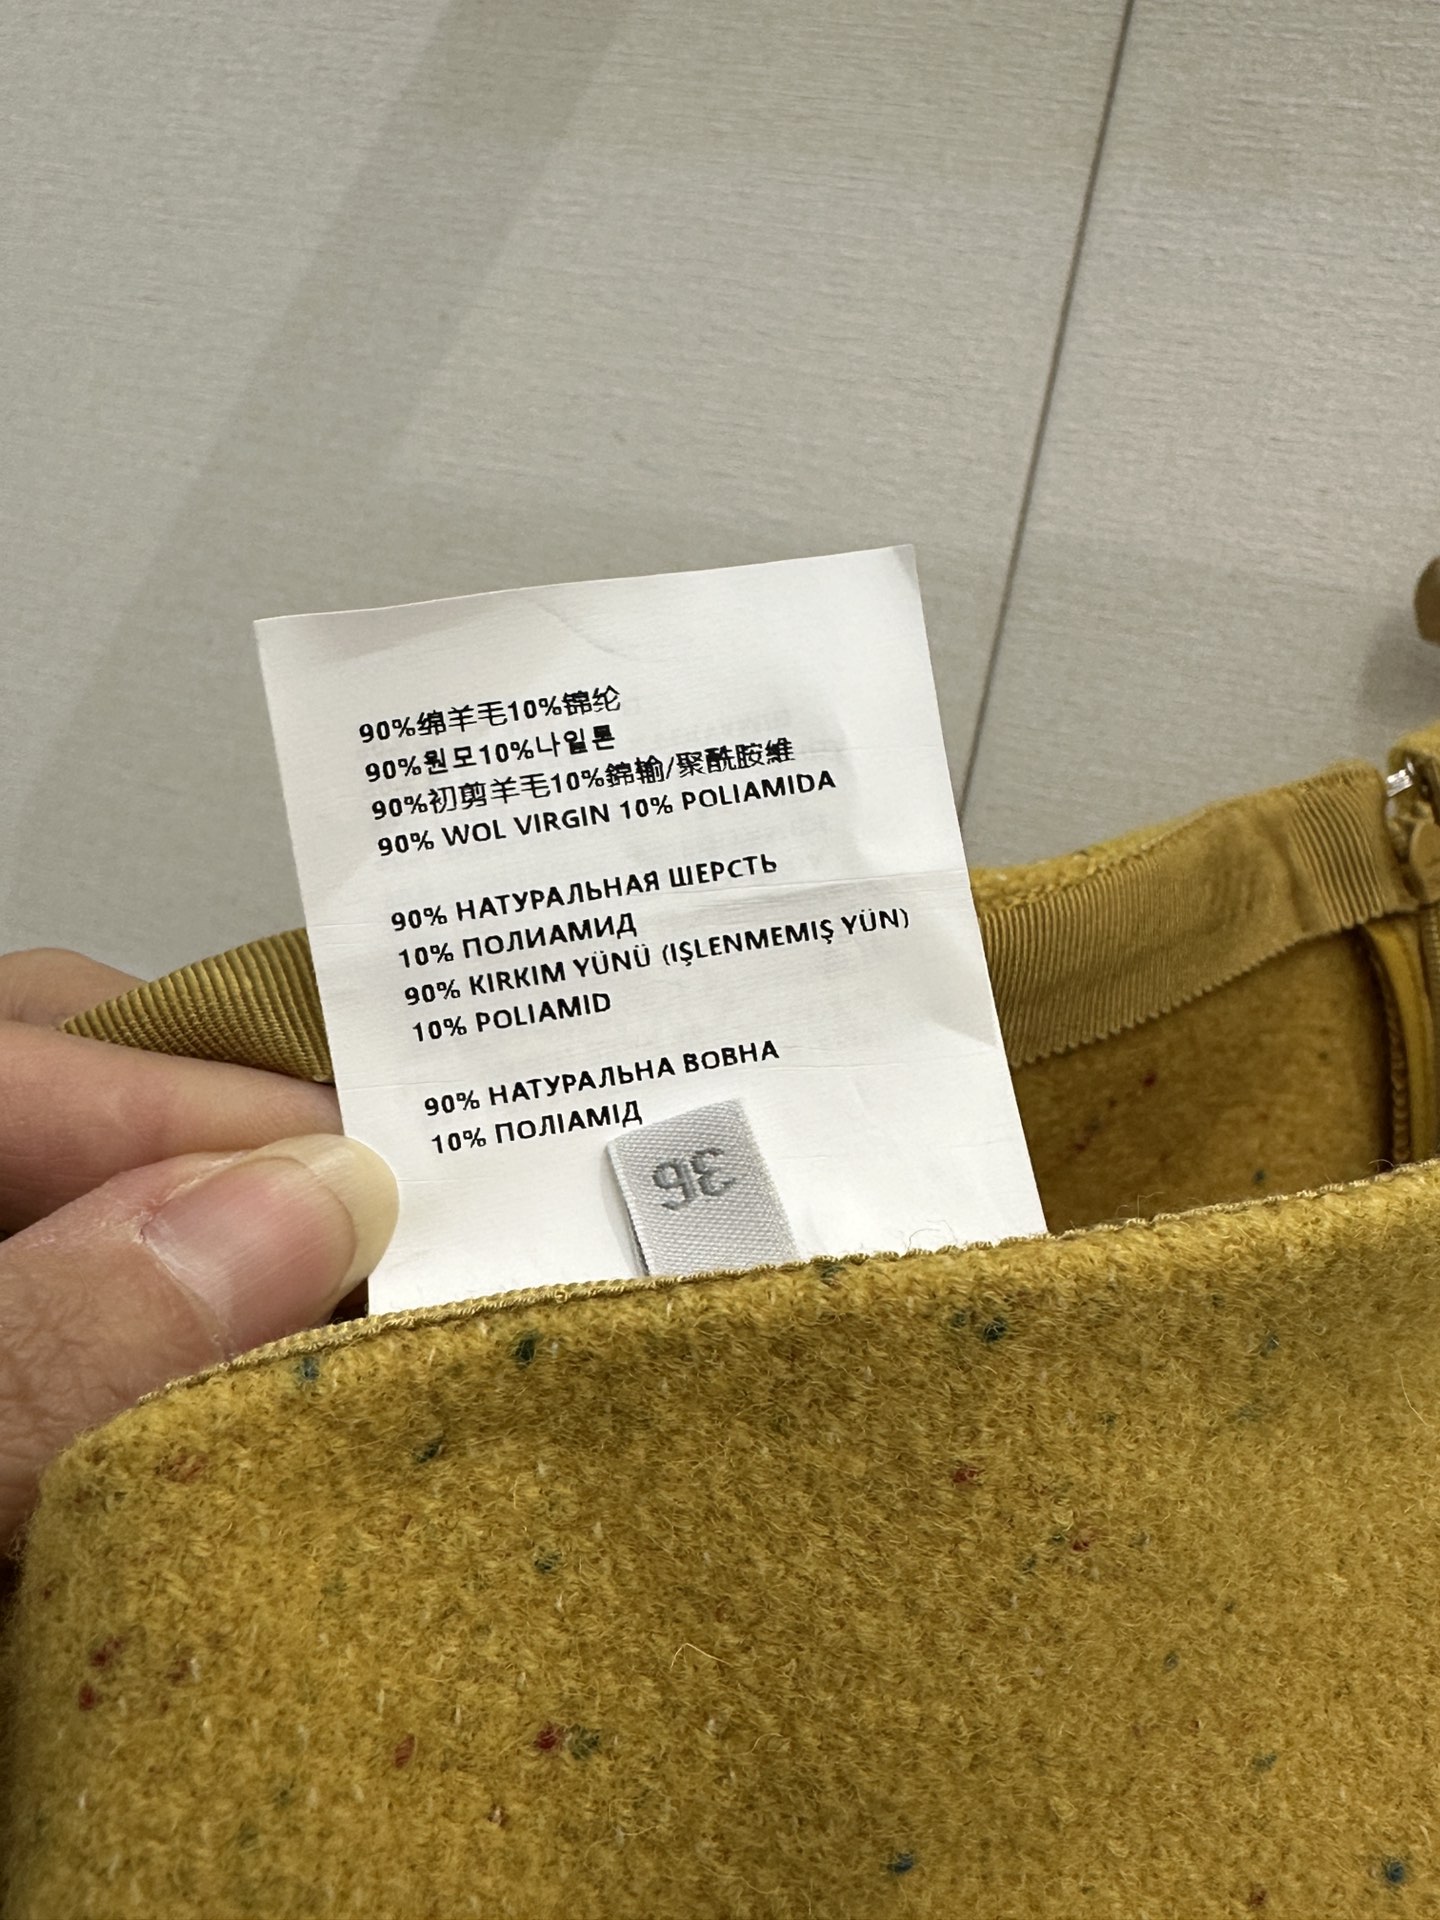 90%绵羊毛10%锦纶
90%원모10%나일론
90%初剪羊毛10%錦輸/聚酰胺維
90% WOL VIRGIN 10% POLIAMIDA
90% НАТУРАЛЬНАЯ ШЕРСТЬ
10% ПОЛИАМИД
90% KIRKIM YÜNÜ (IŞLENMEMIŞ YÜN)
10% POLIAMID
90% НАТУРАЛЬНА ВОВНА
10% ПОЛІАМІД
36